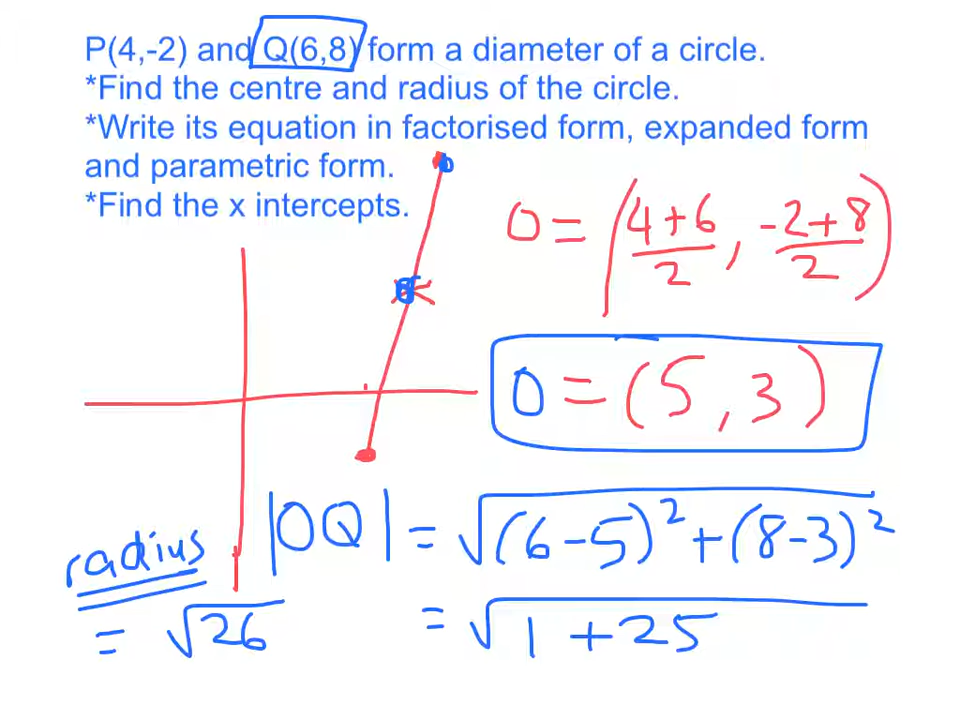 P(4,-2) and Q(6,8) form a diameter of a circle.
*Find the centre and radius of the circle.
*Write its equation in factorised form, expanded form
and parametric form.
*Find the x intercepts.
O = (4+6/2, -2+8/2)
O = (5, 3)
|OQ| = √(6-5)² + (8-3)²
radius
= √26
= √1 + 25